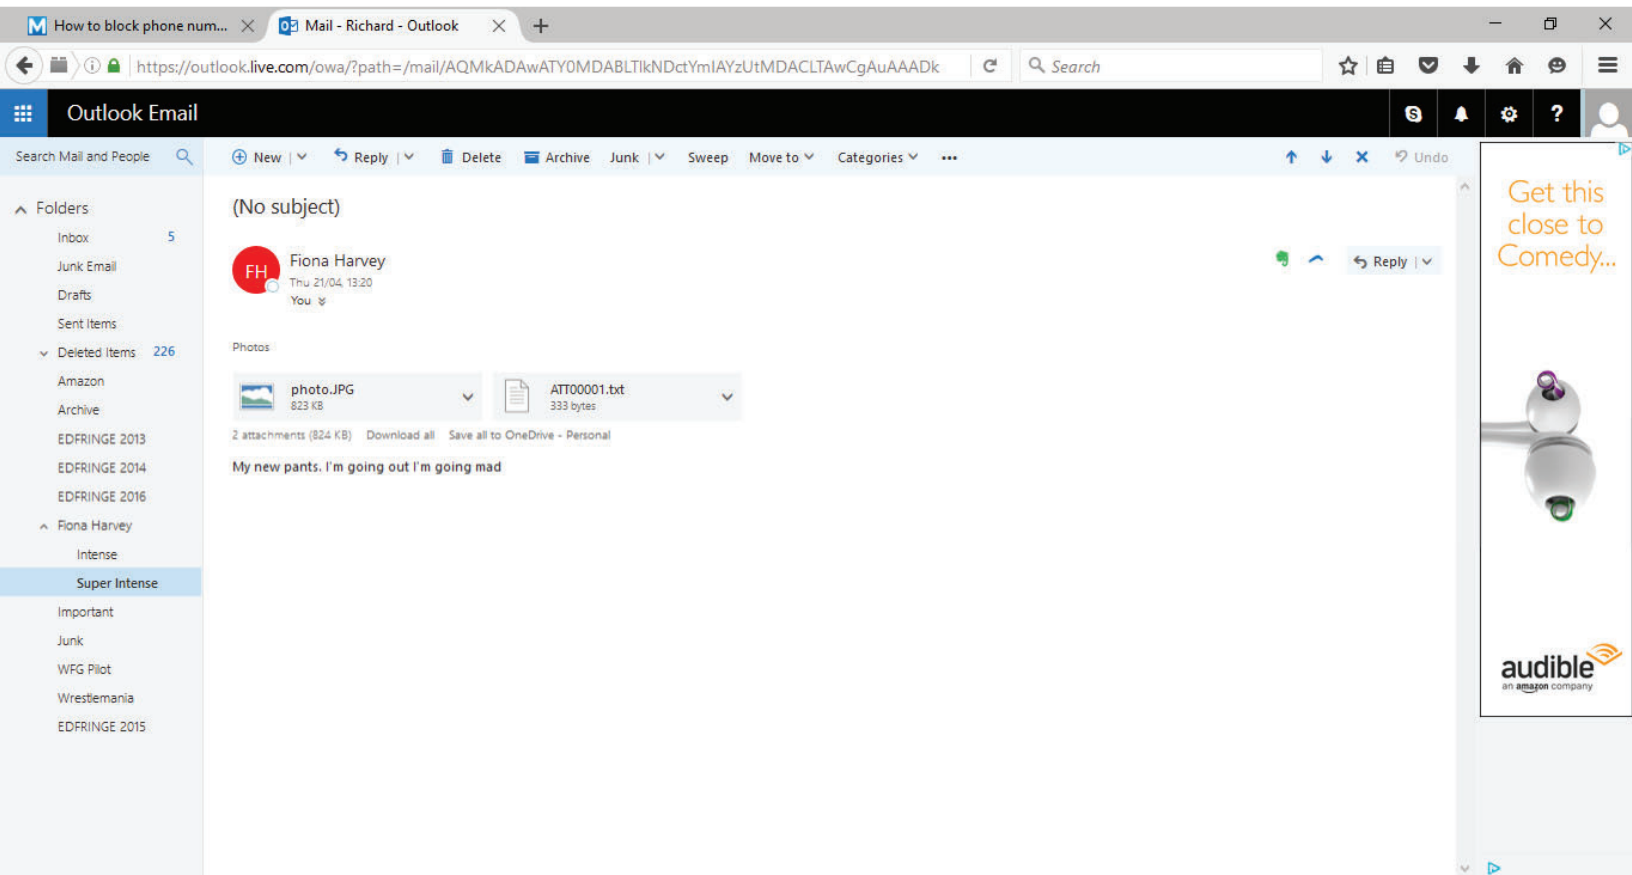 How to block phone num...
Mail - Richard - Outlook
https://outlook.live.com/owa/?path=/mail/AQMkADAwATY0MDABLTlkNDctYmIAYzUtMDACLTAwCgAuAAADk
Search
Outlook Email
Search Mail and People
New
Reply
Delete
Archive
Junk
Sweep
Move to
Categories
Undo
Folders
Inbox 5
Junk Email
Drafts
Sent Items
Deleted Items 226
Amazon
Archive
EDFRINGE 2013
EDFRINGE 2014
EDFRINGE 2016
Fiona Harvey
Intense
Super Intense
Important
Junk
WFG Pilot
Wrestlemania
EDFRINGE 2015
(No subject)
FH
Fiona Harvey
Thu 21/04, 13:20
You
Reply
Photos
photo.JPG
823 KB
ATT00001.txt
333 bytes
2 attachments (824 KB) Download all Save all to OneDrive - Personal
My new pants. I'm going out I'm going mad
Get this
close to
Comedy...
audible
an amazon company